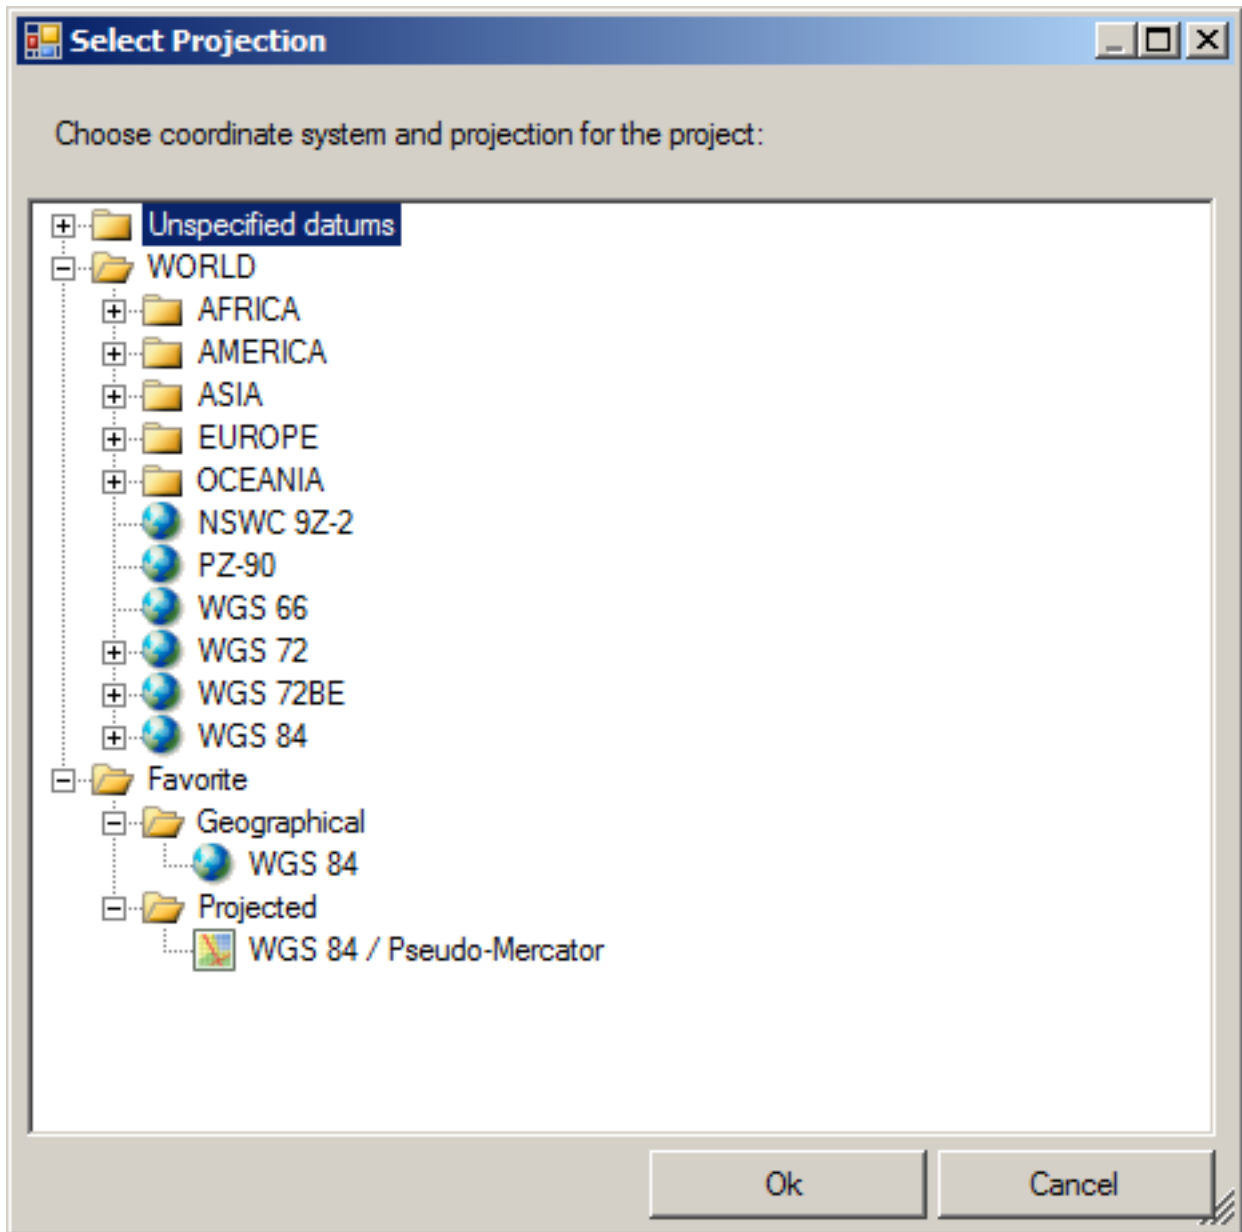 Select Projection
Choose coordinate system and projection for the project:
Unspecified datums
WORLD
AFRICA
AMERICA
ASIA
EUROPE
OCEANIA
NSWC 9Z-2
PZ-90
WGS 66
WGS 72
WGS 72BE
WGS 84
Favorite
Geographical
WGS 84
Projected
WGS 84 / Pseudo-Mercator
Ok Cancel